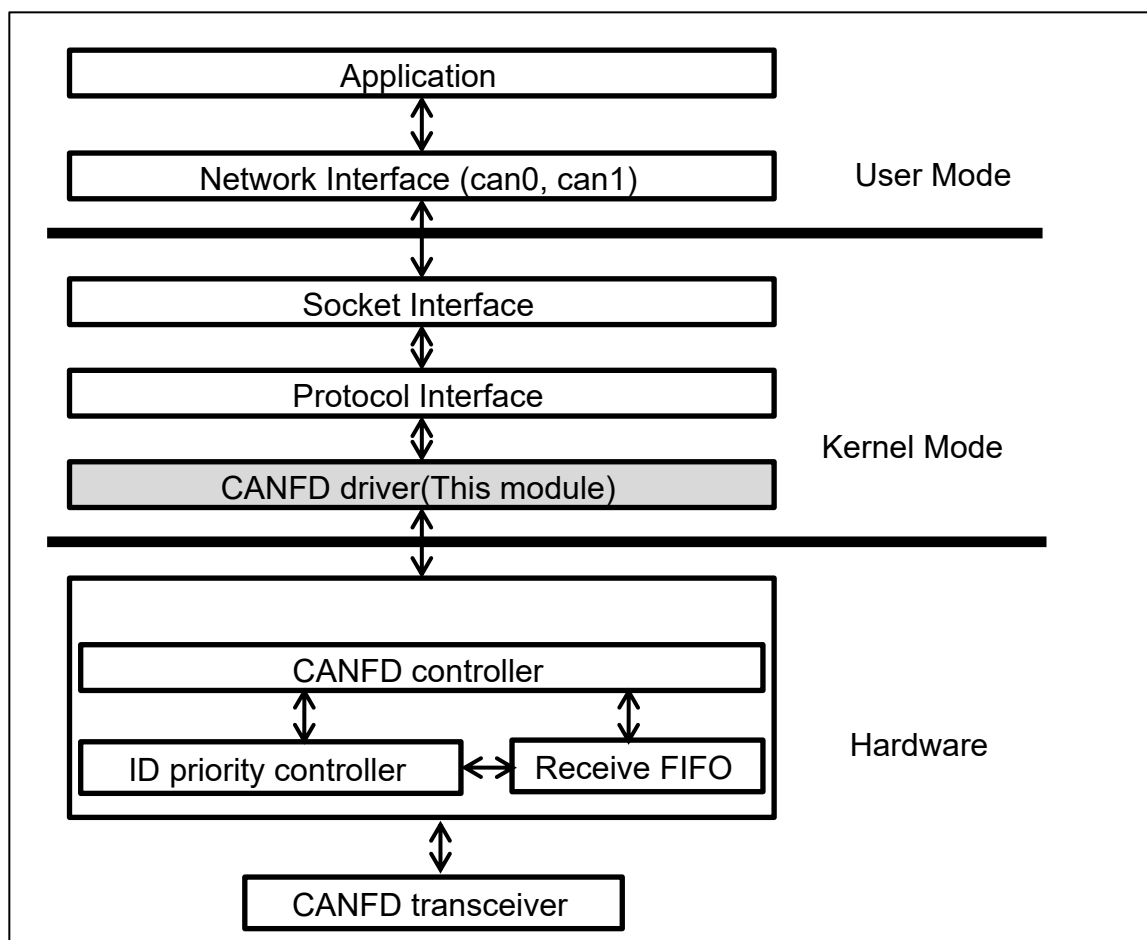 Application
Network Interface (can0, can1)
User Mode
Socket Interface
Protocol Interface
Kernel Mode
CANFD driver(This module)
CANFD controller
ID priority controller
Receive FIFO
Hardware
CANFD transceiver